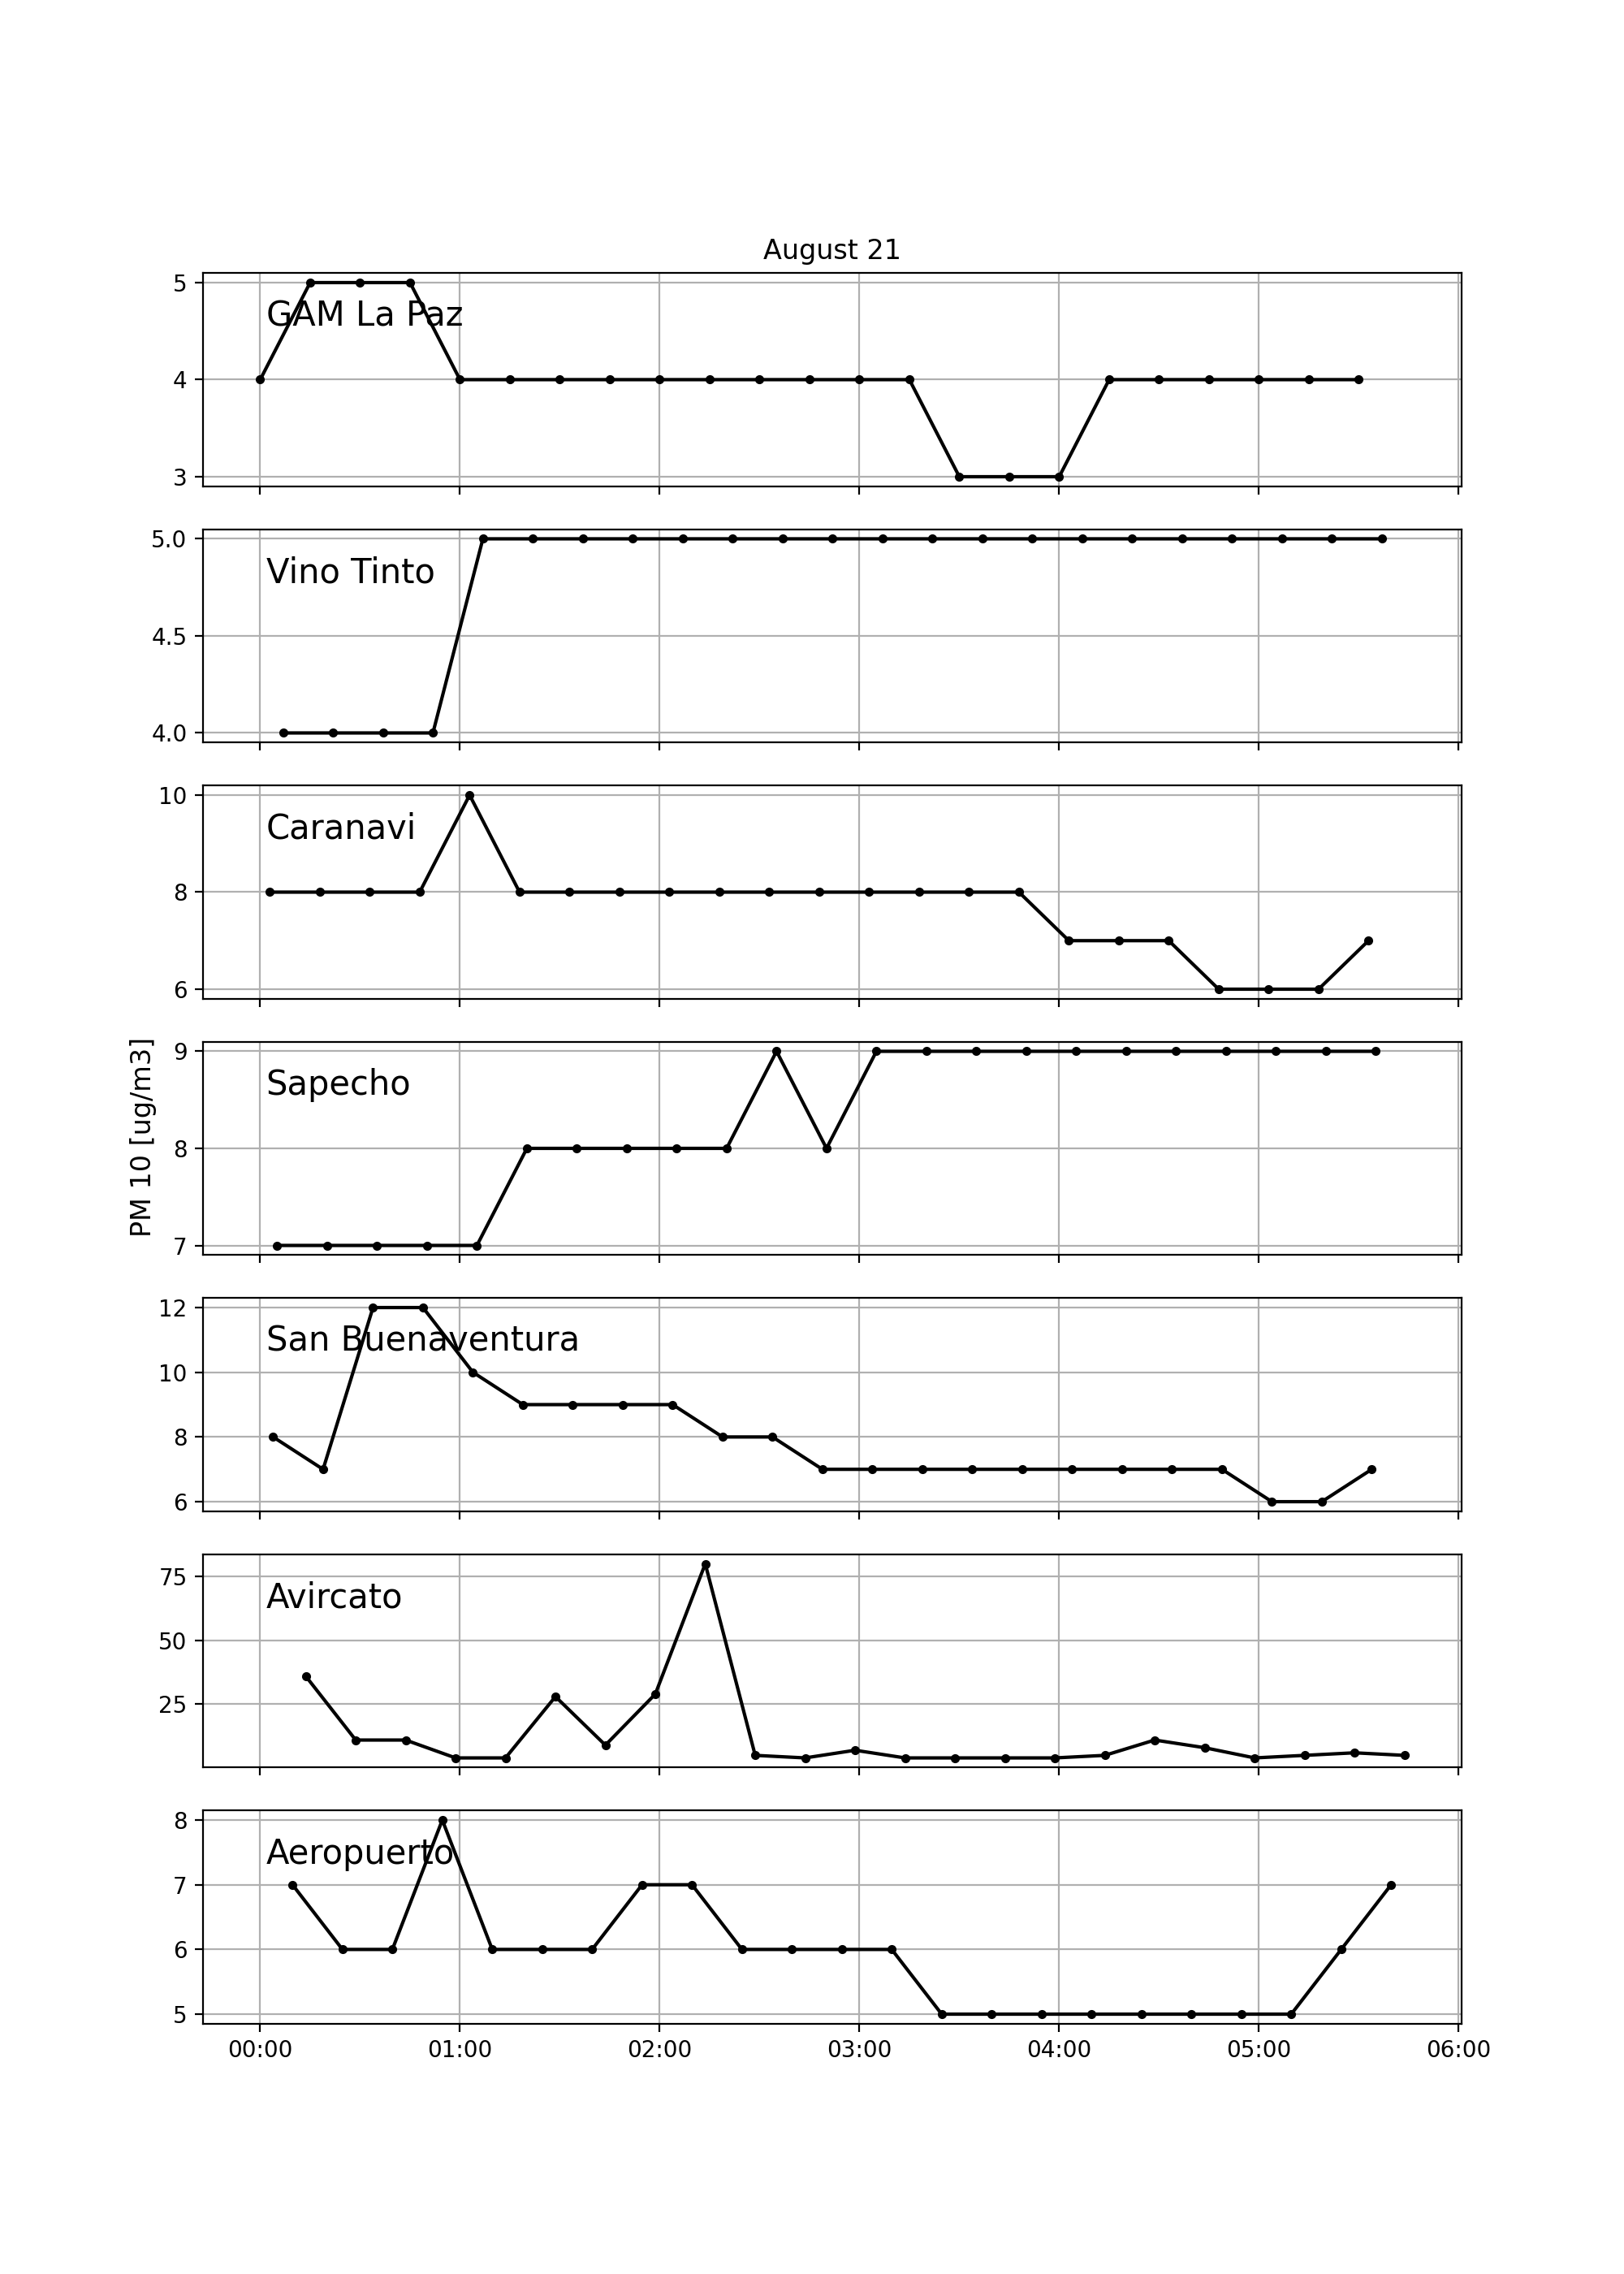 August 21
5
GAM La Paz
4
3
5.0
Vino Tinto
4.5
4.0
10
Caranavi
8
6
PM 10 [ug/m3]
9
Sapecho
8
7
12
San Buenaventura
10
8
6
75
Avircato
50
25
8
Aeropuerto
7
6
5
00:00 01:00 02:00 03:00 04:00 05:00 06:00